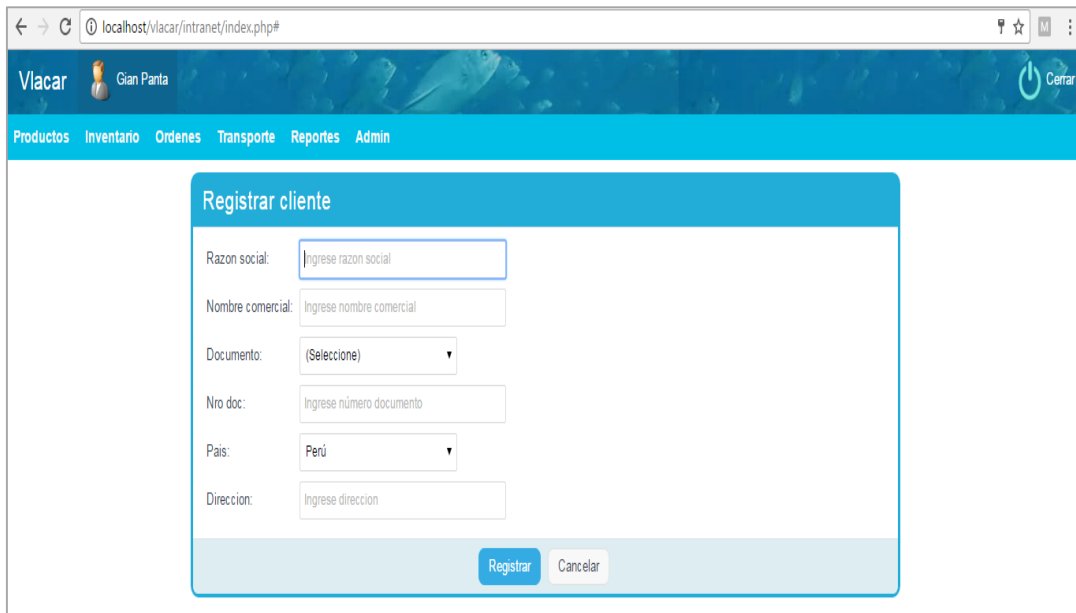 localhost/vlacar/intranet/index.php#
M
Vlacar Gian Panta Cerrar
Productos Inventario Ordenes Transporte Reportes Admin
Registrar cliente
Razon social: Ingrese razon social
Nombre comercial: Ingrese nombre comercial
Documento: (Seleccione)
Nro doc: Ingrese número documento
Pais: Perú
Direccion: Ingrese direccion
Registrar Cancelar